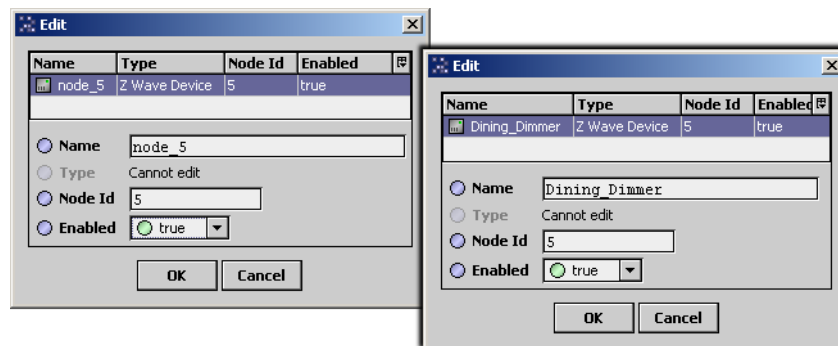 Edit
Name Type Node Id Enabled
node_5 Z Wave Device 5 true
Name node_5
Type Cannot edit
Node Id 5
Enabled true
OK Cancel
Edit
Name Type Node Id Enabled
Dining_Dimmer Z Wave Device 5 true
Name Dining_Dimmer
Type Cannot edit
Node Id 5
Enabled true
OK Cancel